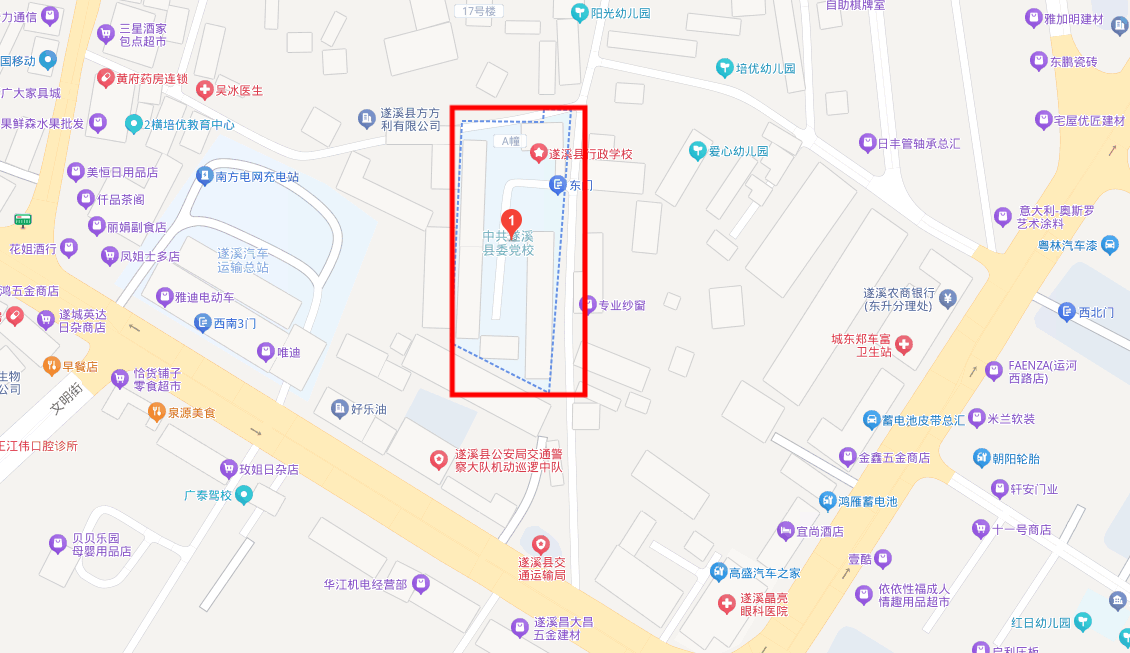 力通信
三星酒家
包点超市
17号楼
阳光幼儿园
自助棋牌室
雅加明建材
国移动
黄府药房连锁
吴冰医生
培优幼儿园
东鹏瓷砖
广大家具城
果鲜森水果批发
2横培优教育中心
遂溪县方方
利有限公司
A幢
遂溪县行政学校
爱心幼儿园
日丰管轴承总汇
宅屋优匠建材
美恒日用品店
南方电网充电站
东门
仟品茶阁
丽娟副食店
1
中共遂溪
县委党校
意大利-奥斯罗
艺术涂料
花姐酒行
凤姐士多店
遂溪汽车
运输总站
粤林汽车漆
鸿五金商店
雅迪电动车
专业纱窗
遂溪农商银行
(东升分理处)
西北门
遂城英达
日杂商店
西南3门
城东郑车富
卫生站
早餐店
唯迪
生物
公司
恰货铺子
零食超市
FAENZA(运河
西路店)
文明街
泉源美食
好乐油
蓄电池皮带总汇
米兰软装
王江伟口腔诊所
遂溪县公安局交通警
察大队机动巡逻中队
金鑫五金商店
朝阳轮胎
玫姐日杂店
广泰驾校
轩安门业
鸿雁蓄电池
宜尚酒店
十一号商店
贝贝乐园
母婴用品店
遂溪县交
通运输局
壹酷
高盛汽车之家
华江机电经营部
依依性福成人
情趣用品超市
遂溪晶亮
眼科医院
遂溪昌大昌
五金建材
红日幼儿园